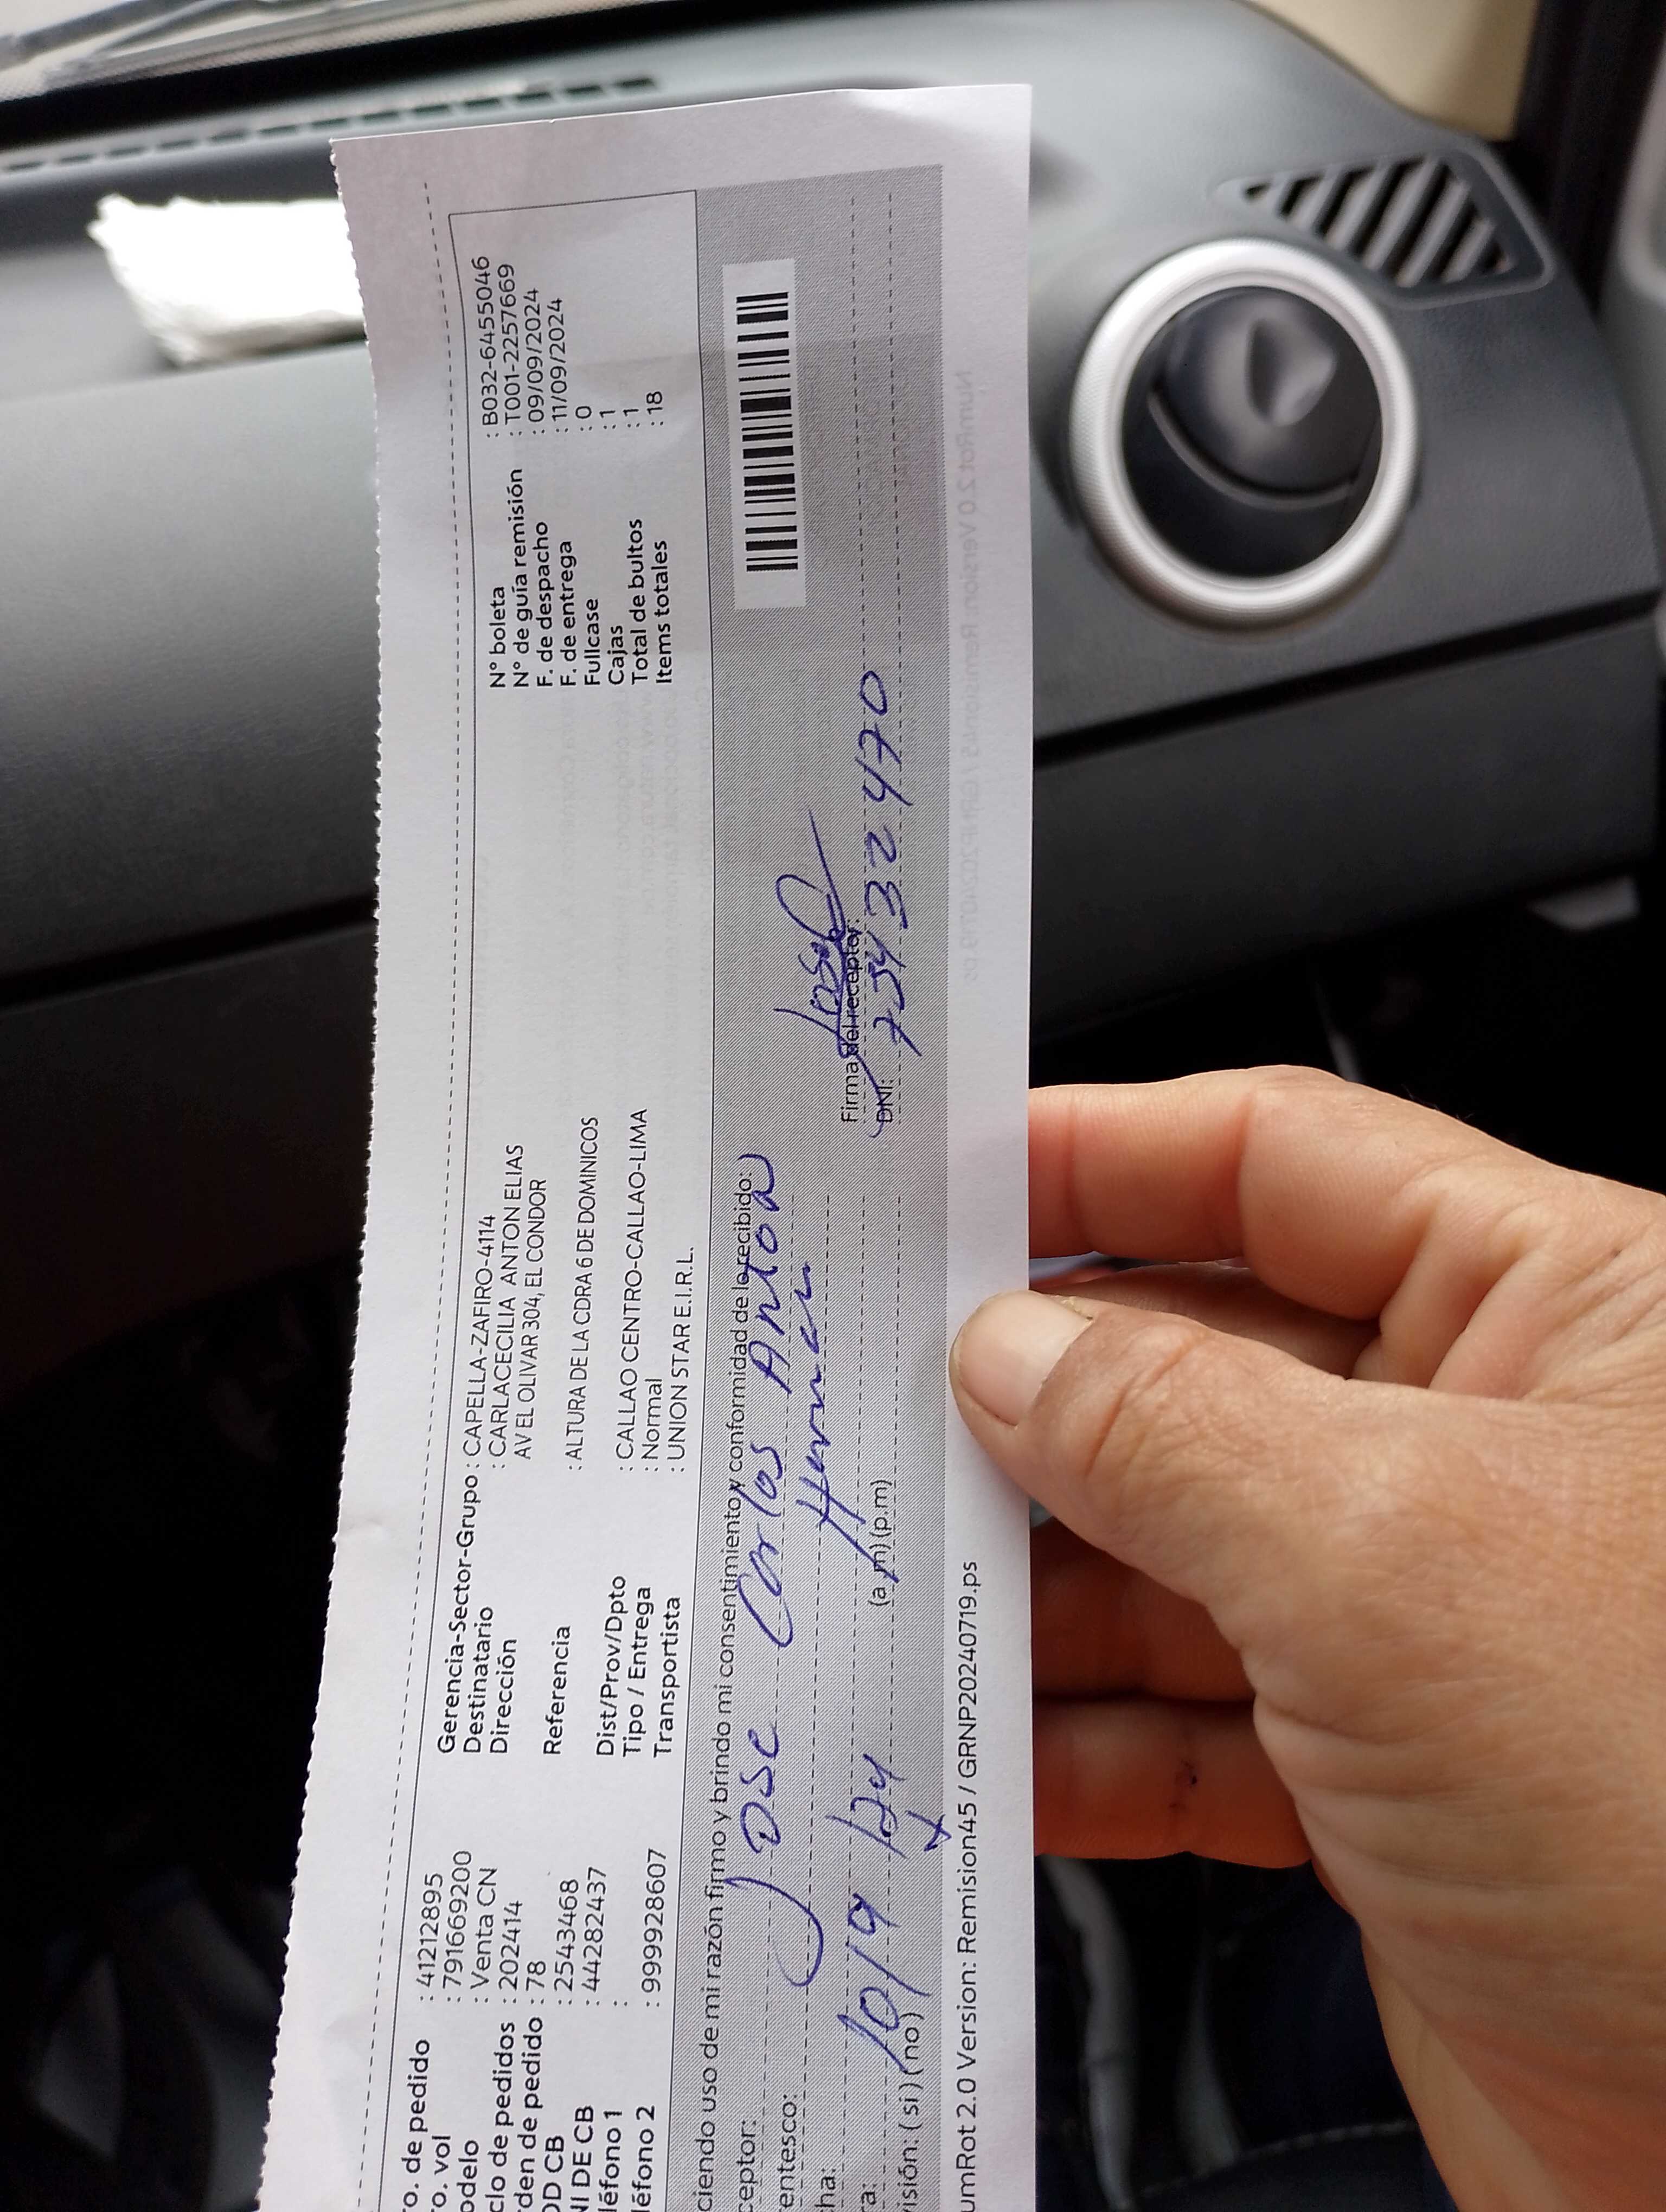 ro. de pedido : 41212895
ro. vol : 791669200
odelo : Venta CN
clo de pedidos : 202414
rden de pedido : 78
OD CB : 2543468
NI DE CB : 44282437
léfono 1 :
léfono 2 : 999928607
Gerencia-Sector-Grupo : CAPELLA-ZAFIRO-4114
Destinatario : CARLACECILIA ANTON ELIAS
Dirección AV EL OLIVAR 304, EL CONDOR
Referencia : ALTURA DE LA CDRA 6 DE DOMINICOS
Dist/Prov/Dpto : CALLAO CENTRO-CALLAO-LIMA
Tipo / Entrega : Normal
Transportista : UNION STAR E.I.R.L.
N° boleta : B032-6455046
N° de guía remisión : T001-2257669
F. de despacho : 09/09/2024
F. de entrega : 11/09/2024
Fullcase : 0
Cajas : 1
Total de bultos : 1
Items totales : 18
ciendo uso de mi razón firmo y brindo mi consentimiento y conformidad de lo recibido:
ceptor: Jose Carlos Anton
entesco:
cha: 10/9/24
ra: (a.m) (p.m)
isión: (si) (no)
Firma del receptor:
DNI: 75432470
umRot 2.0 Version: Remision45 / GRNP20240719.ps